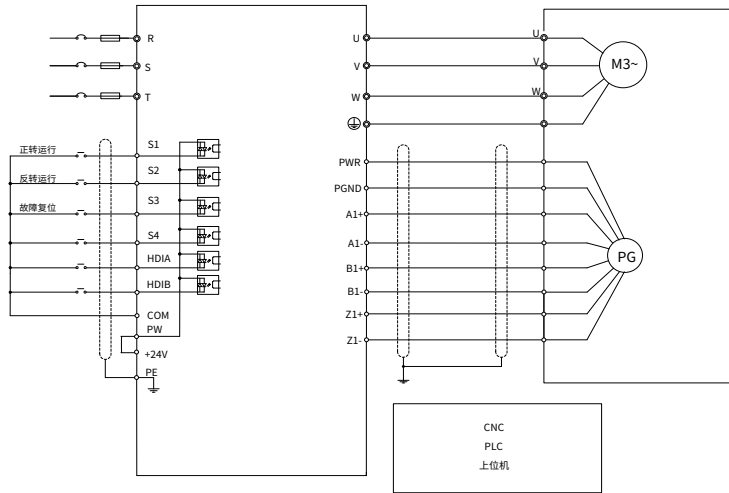 R
S
T
U
V
W
U
V
W
M3~
正转运行
反转运行
故障复位
S1
S2
S3
S4
HDIA
HDIB
COM
PW
+24V
PE
PWR
PGND
A1+
A1-
B1+
B1-
Z1+
Z1-
PG
CNC
PLC
上位机